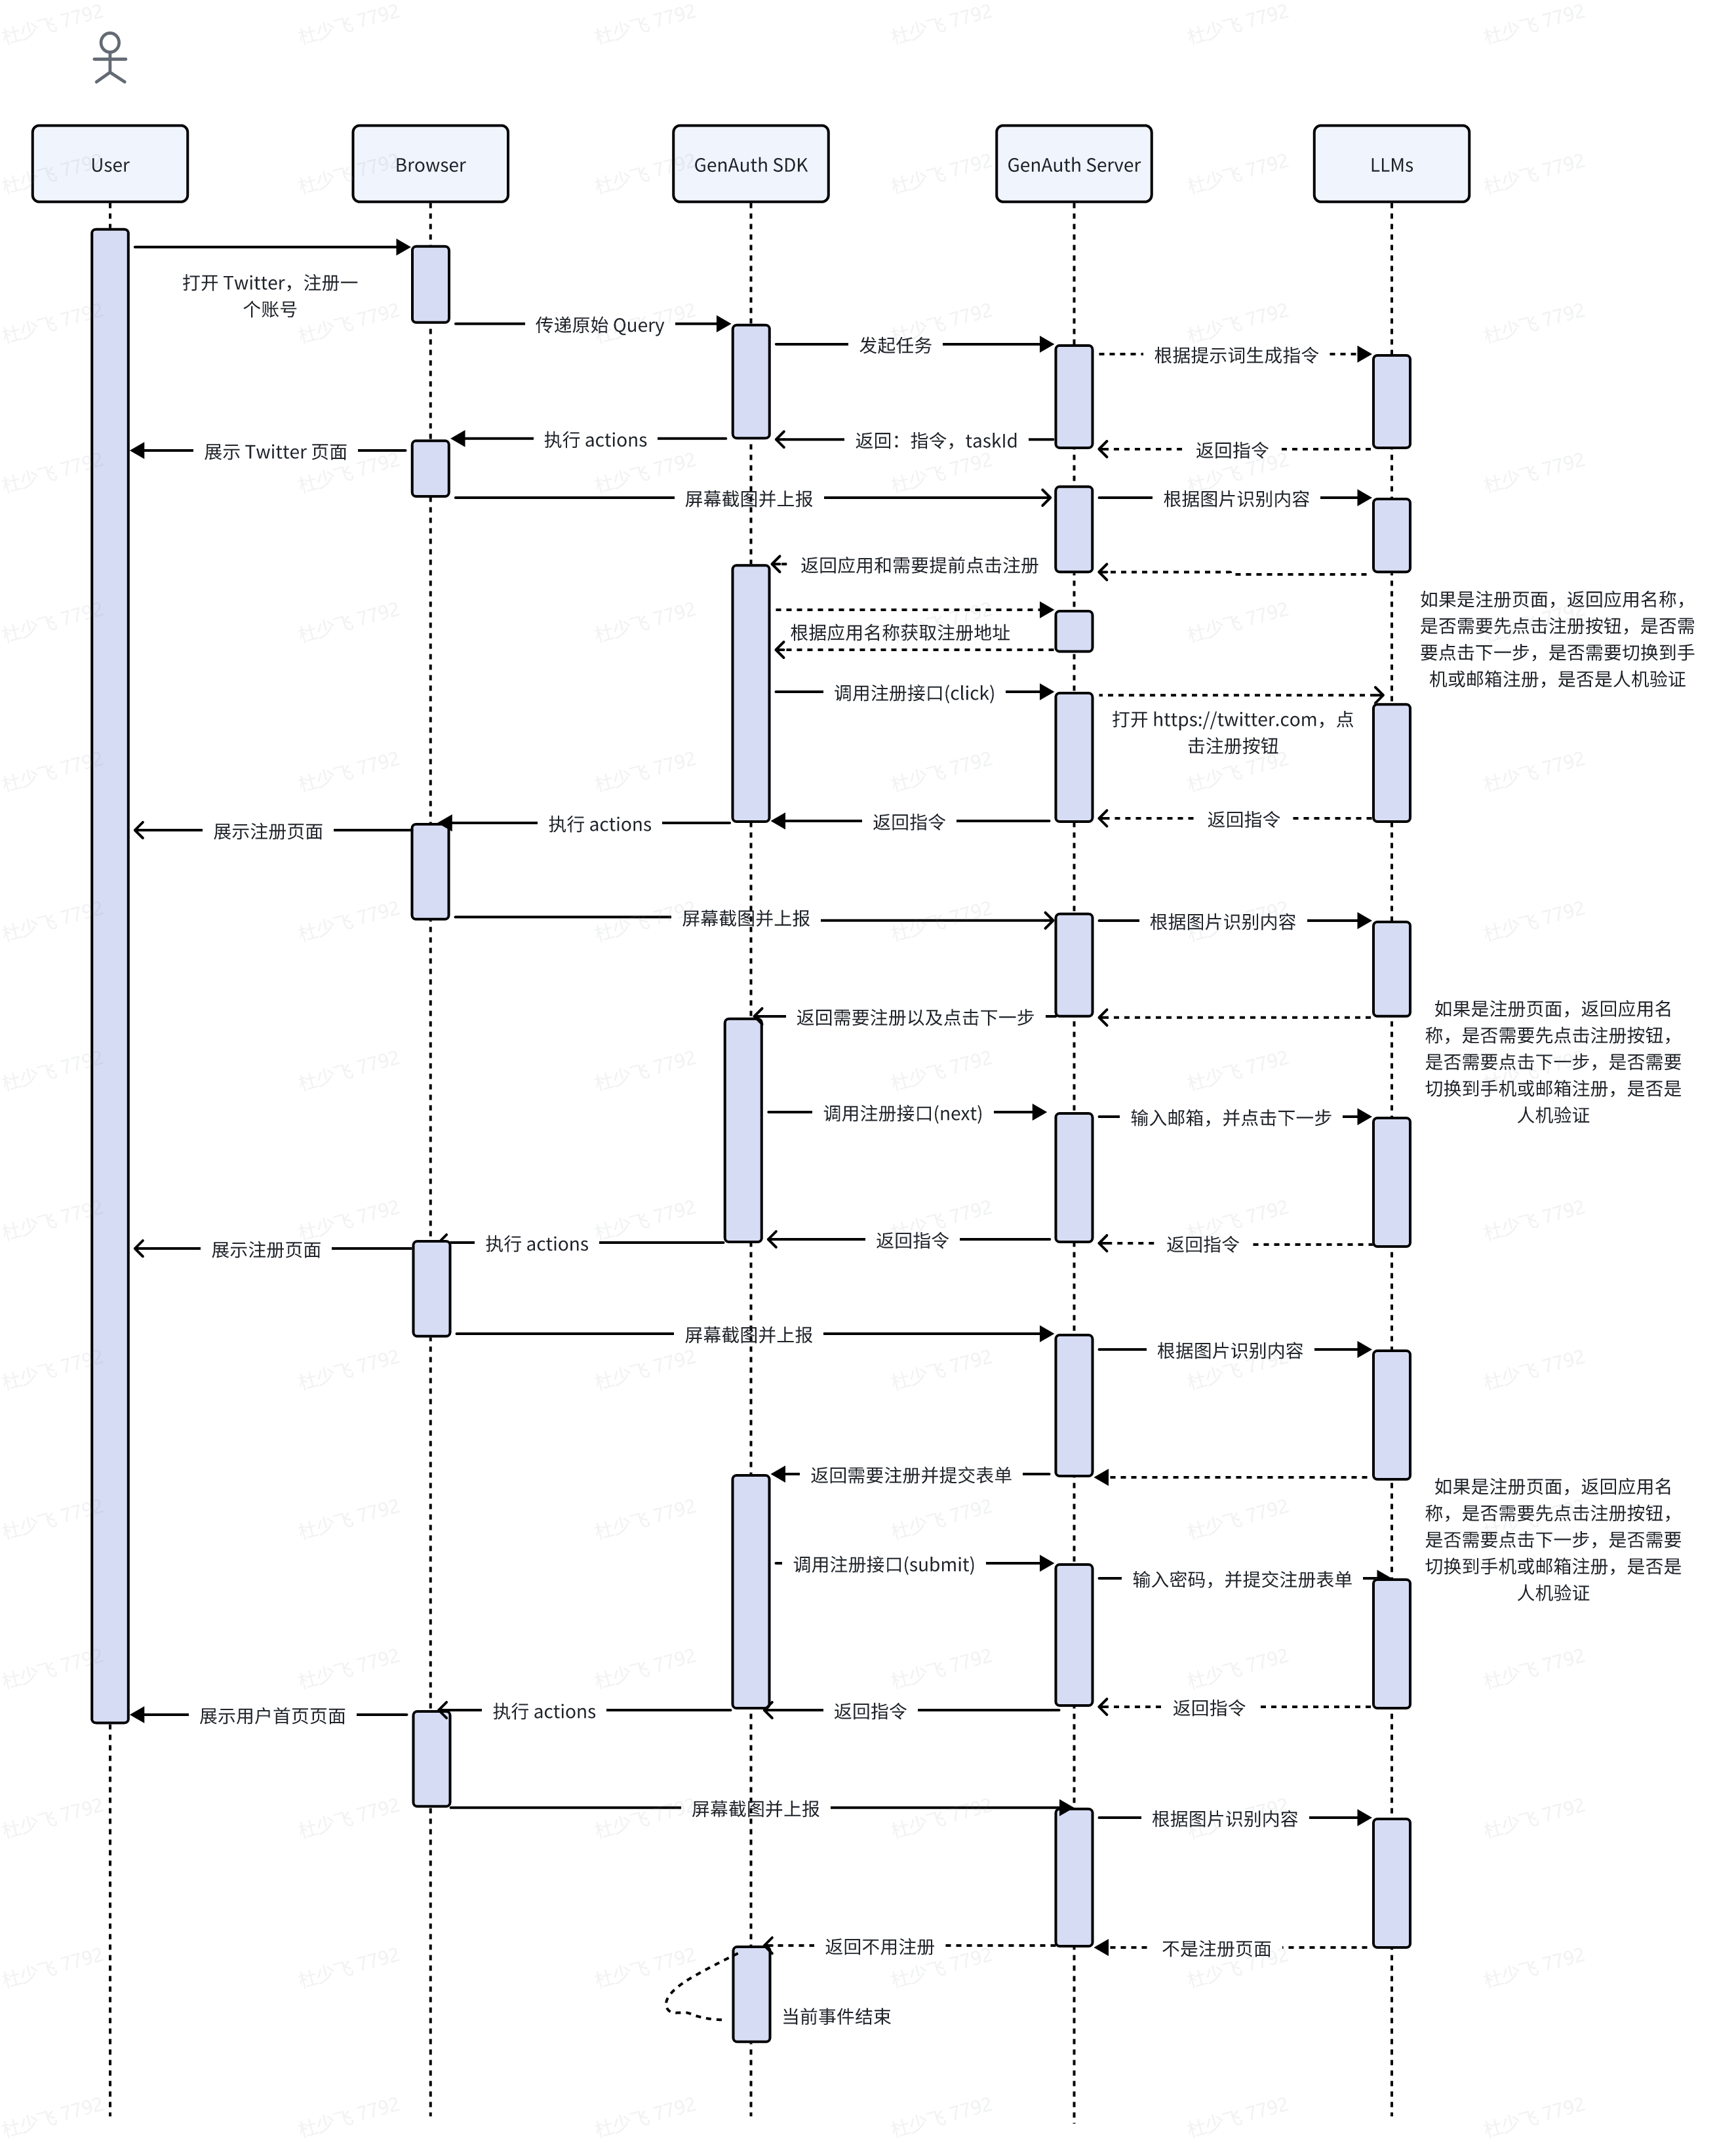 User
Browser
GenAuth SDK
GenAuth Server
LLMs
打开 Twitter，注册一
个账号
传递原始 Query
发起任务
根据提示词生成指令
展示 Twitter 页面
执行 actions
返回：指令，taskId
返回指令
屏幕截图并上报
根据图片识别内容
返回应用和需要提前点击注册
如果是注册页面，返回应用名称，
是否需要先点击注册按钮，是否需
要点击下一步，是否需要切换到手
机或邮箱注册，是否是人机验证
根据应用名称获取注册地址
调用注册接口(click)
打开 https://twitter.com，点
击注册按钮
展示注册页面
执行 actions
返回指令
返回指令
屏幕截图并上报
根据图片识别内容
返回需要注册以及点击下一步
如果是注册页面，返回应用名
称，是否需要先点击注册按钮，
是否需要点击下一步，是否需要
切换到手机或邮箱注册，是否是
人机验证
调用注册接口(next)
输入邮箱，并点击下一步
展示注册页面
执行 actions
返回指令
返回指令
屏幕截图并上报
根据图片识别内容
返回需要注册并提交表单
如果是注册页面，返回应用名
称，是否需要先点击注册按钮，
是否需要点击下一步，是否需要
切换到手机或邮箱注册，是否是
人机验证
调用注册接口(submit)
输入密码，并提交注册表单
展示用户首页页面
执行 actions
返回指令
返回指令
屏幕截图并上报
根据图片识别内容
返回不用注册
不是注册页面
当前事件结束
杜少飞 7792